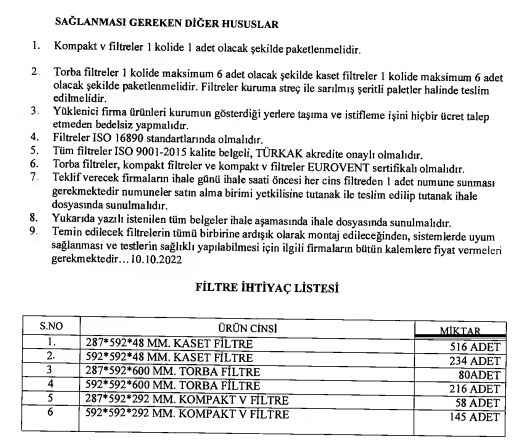 SAĞLANMASI GEREKEN DİĞER HUSUSLAR
1. Kompakt v filtreler 1 kolide 1 adet olacak şekilde paketlenmelidir.
2. Torba filtreler 1 kolide maksimum 6 adet olacak şekilde kaset filtreler 1 kolide maksimum 6 adet
olacak şekilde paketlenmelidir. Filtreler kuruma streç ile sarılmış şeritli paletler halinde teslim
edilmelidir.
3. Yüklenici firma ürünleri kurumun gösterdiği yerlere taşıma ve istifleme işini hiçbir ücret talep
etmeden bedelsiz yapmalıdır.
4. Filtreler ISO 16890 standartlarında olmalıdır.
5. Tüm filtreler ISO 9001-2015 kalite belgeli, TÜRKAK akredite onaylı olmalıdır.
6. Torba filtreler, kompakt filtreler ve kompakt v filtreler EUROVENT sertifikalı olmalıdır.
7. Teklif verecek firmaların ihale günü ihale saati öncesi her cins filtreden 1 adet numune sunması
gerekmektedir numuneler satın alma birimi yetkilisine tutanak ile teslim edilip tutanak ihale
dosyasında sunulmalıdır.
8. Yukarıda yazılı istenilen tüm belgeler ihale aşamasında ihale dosyasında sunulmalıdır.
9. Temin edilecek filtrelerin tümü birbirine ardışık olarak montaj edileceğinden, sistemlerde uyum
sağlanması ve testlerin sağlıklı yapılabilmesi için ilgili firmaların bütün kalemlere fiyat vermeleri
gerekmektedir…10.10.2022
FİLTRE İHTİYAÇ LİSTESİ
S.NO ÜRÜN CİNSİ MİKTAR
1. 287*592*48 MM. KASET FİLTRE 516 ADET
2. 592*592*48 MM. KASET FİLTRE 234 ADET
3 287*592*600 MM. TORBA FİLTRE 80ADET
4 592*592*600 MM. TORBA FİLTRE 216 ADET
5 287*592*292 MM. KOMPAKT V FİLTRE 58 ADET
6 592*592*292 MM. KOMPAKT V FİLTRE 145 ADET